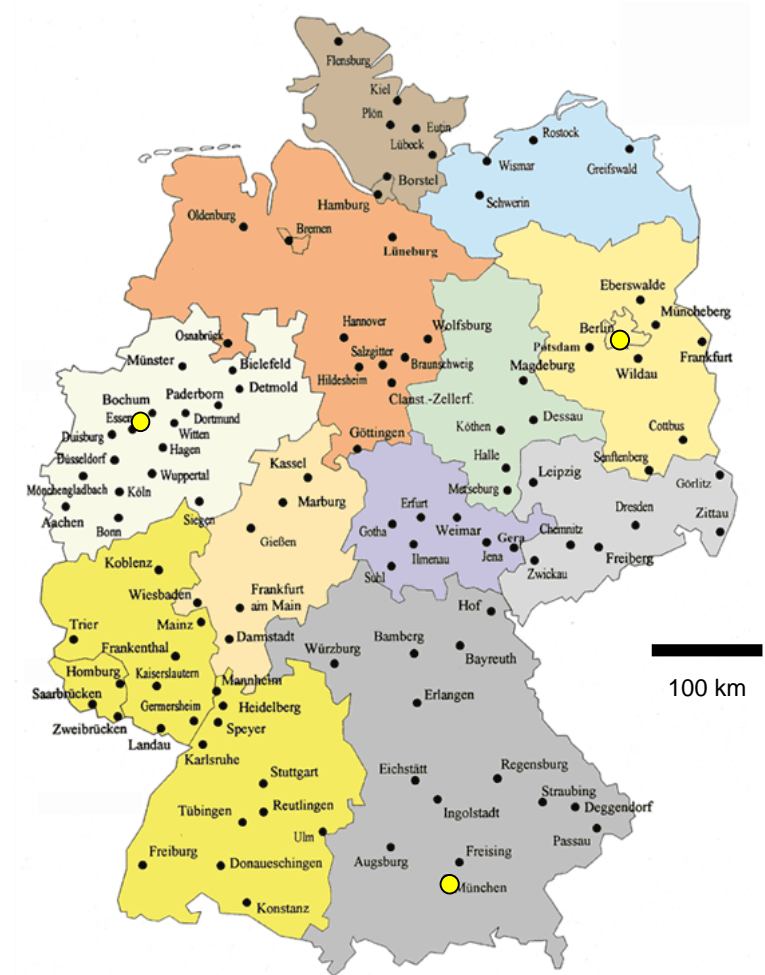 Flensburg
Kiel
Plön
Eutin
Lübeck
Rostock
Wismar
Greifswald
Borstel
Schwerin
Hamburg
Oldenburg
Bremen
Lüneburg
Eberswalde
Müncheberg
Berlin
Hannover
Wolfsburg
Osnabrück
Potsdam
Frankfurt
Salzgitter
Braunschweig
Münster
Bielefeld
Hildesheim
Magdeburg
Wildau
Detmold
Paderborn
Claust.-Zellerf.
Bochum
Essen
Dortmund
Dessau
Köthen
Cottbus
Duisburg
Witten
Göttingen
Hagen
Halle
Senftenberg
Düsseldorf
Kassel
Leipzig
Wuppertal
Görlitz
Mönchengladbach
Köln
Merseburg
Marburg
Erfurt
Dresden
Zittau
Aachen
Siegen
Gotha
Weimar
Chemnitz
Bonn
Gießen
Gera
Ilmenau
Jena
Freiberg
Koblenz
Suhl
Zwickau
Wiesbaden
Frankfurt
am Main
Hof
Trier
Mainz
Darmstadt
Bamberg
Frankenthal
Würzburg
Bayreuth
100 km
Homburg
Kaiserslautern
Mannheim
Saarbrücken
Erlangen
Germersheim
Heidelberg
Zweibrücken
Speyer
Landau
Karlsruhe
Stuttgart
Eichstätt
Regensburg
Straubing
Tübingen
Reutlingen
Ingolstadt
Deggendorf
Ulm
Passau
Freiburg
Donaueschingen
Augsburg
Freising
München
Konstanz